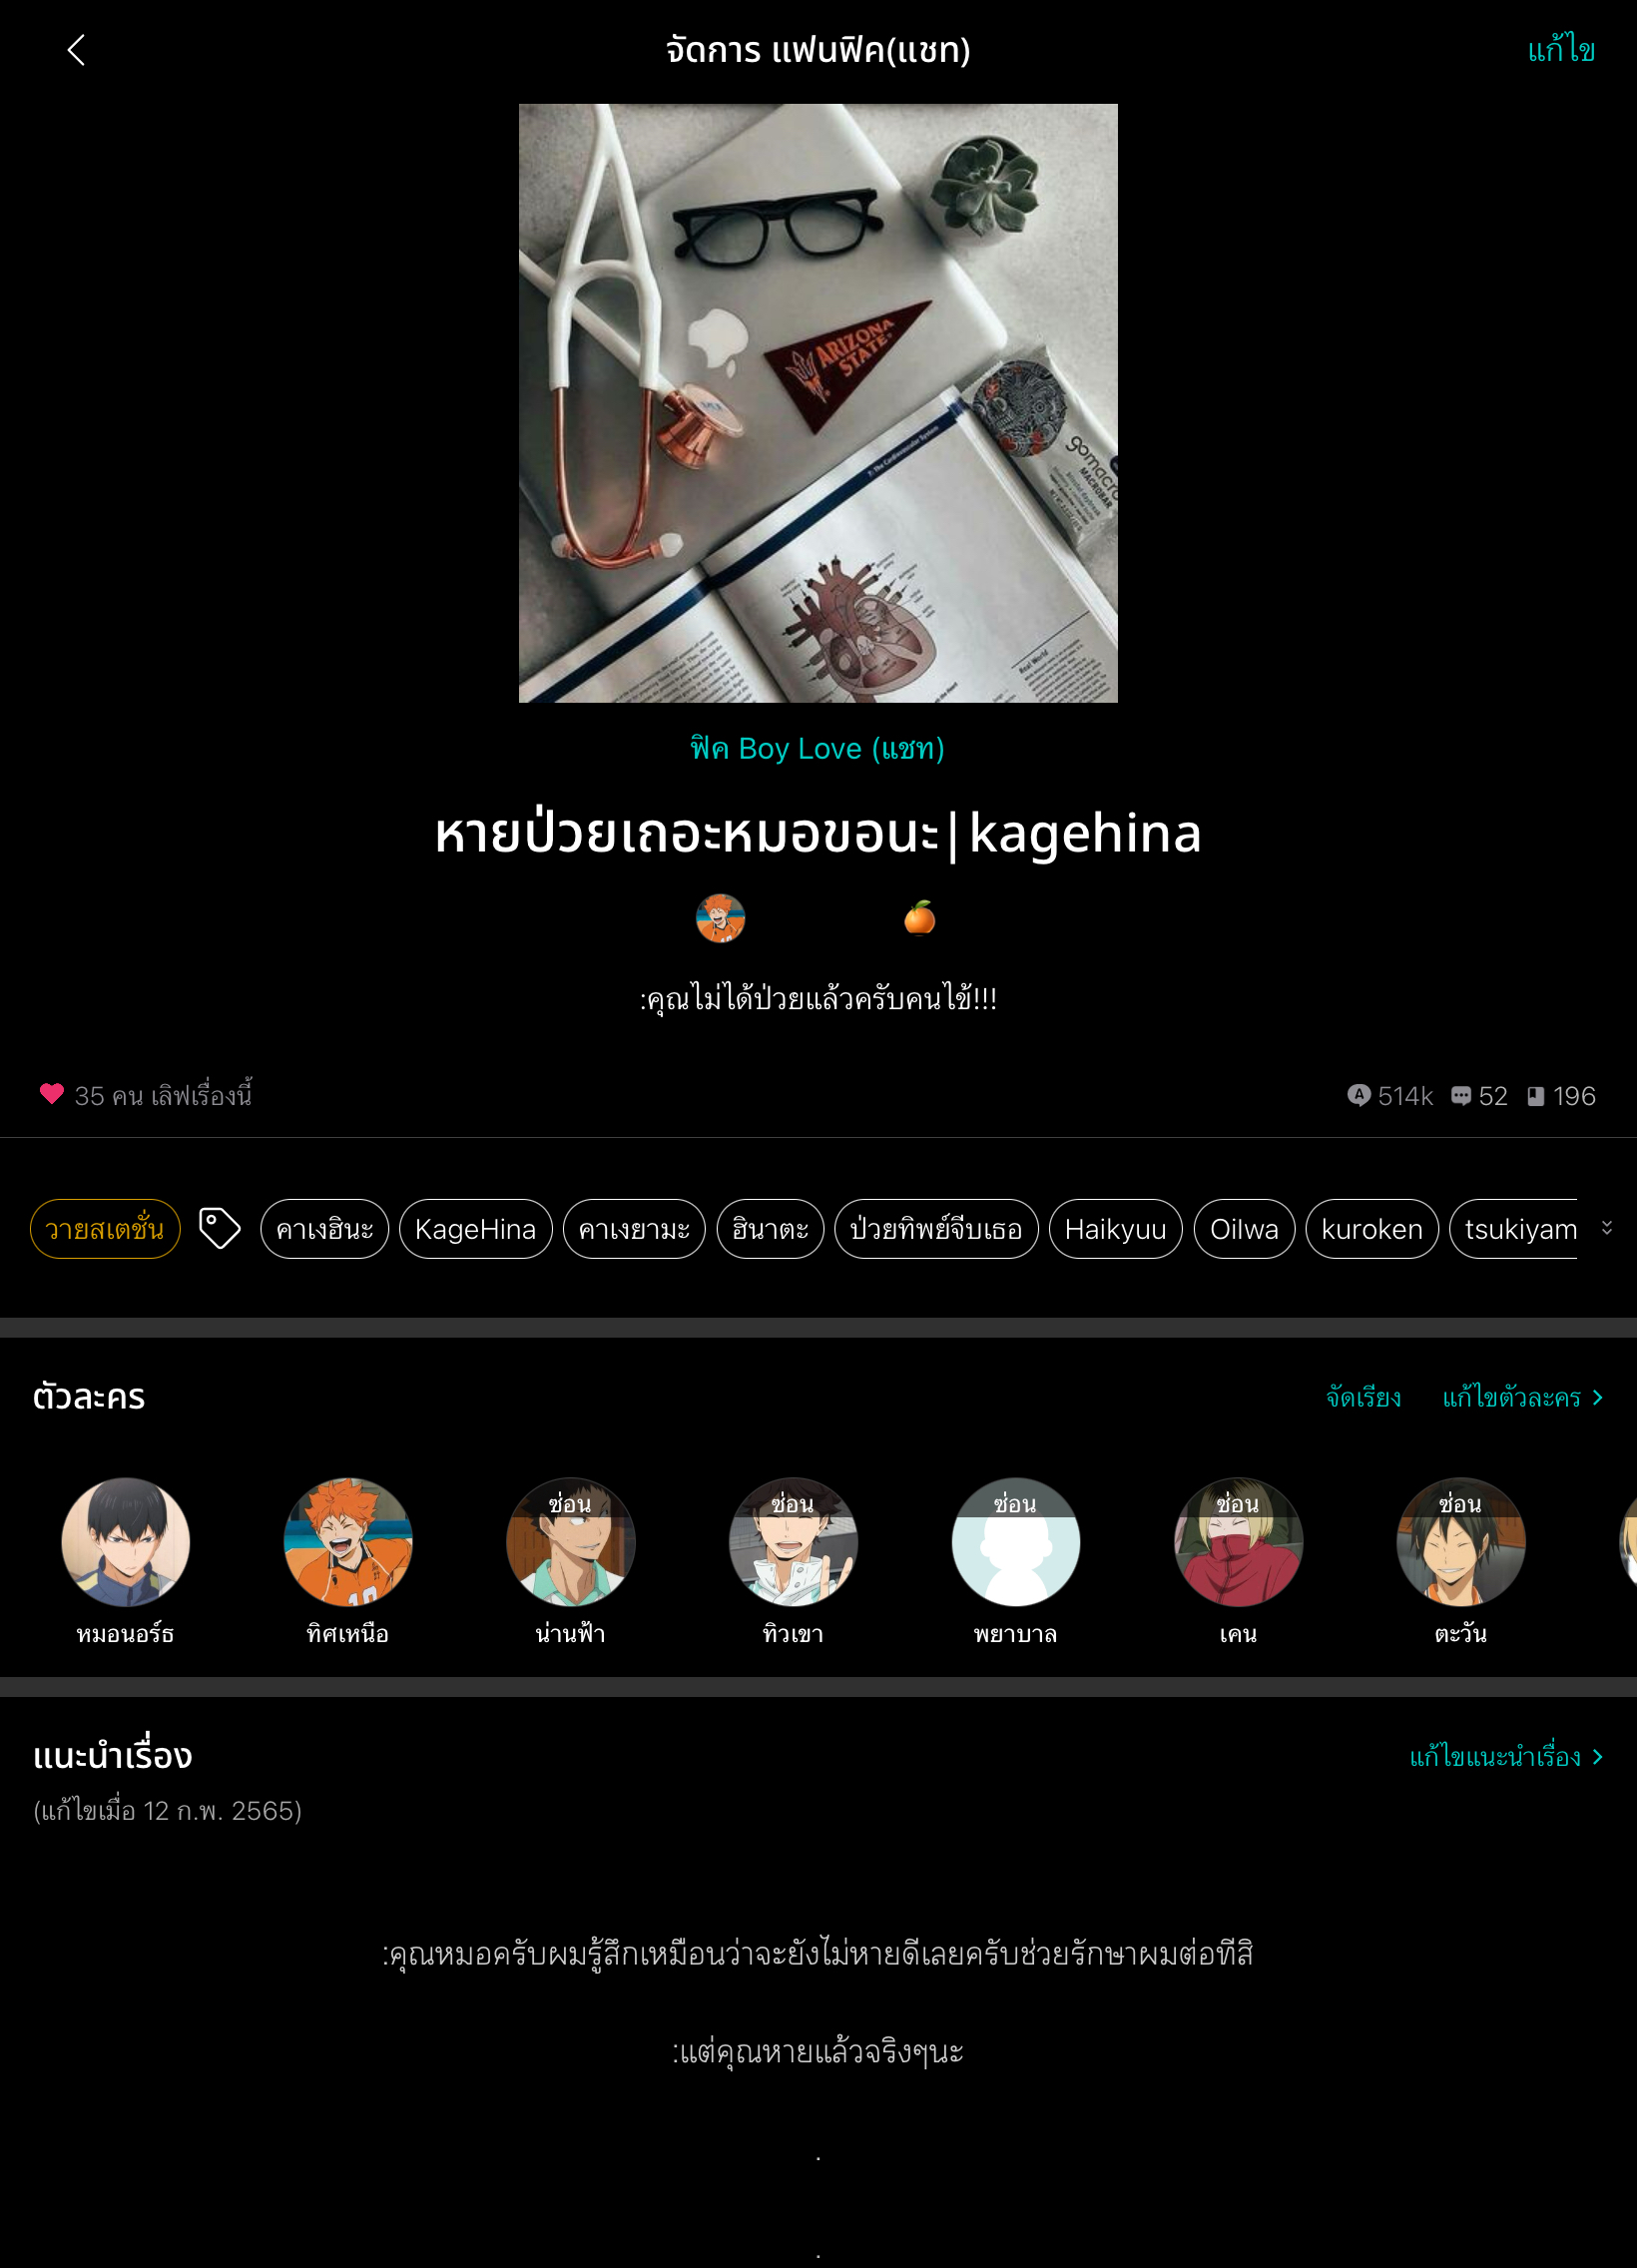 จัดการ แฟนฟิค(แชท)
แก้ไข
ARIZONA
STATE
7: The Cardiovascular System
gomacro
MACROBAR
Real World
ฟิค Boy Love (แชท)
หายป่วยเถอะหมอขอนะ|kagehina
:คุณไม่ได้ป่วยแล้วครับคนไข้!!!
35 คน เลิฟเรื่องนี้
514k 52 196
วายสเตชั่น คาเงฮินะ KageHina คาเงยามะ ฮินาตะ ป่วยทิพย์จีบเธอ Haikyuu OiIwa kuroken tsukiyam
ตัวละคร
จัดเรียง แก้ไขตัวละคร
ซ่อน ซ่อน ซ่อน ซ่อน ซ่อน
หมอนอร์ธ ทิศเหนือ น่านฟ้า ทิวเขา พยาบาล เคน ตะวัน
แนะนำเรื่อง
แก้ไขแนะนำเรื่อง
(แก้ไขเมื่อ 12 ก.พ. 2565)
:คุณหมอครับผมรู้สึกเหมือนว่าจะยังไม่หายดีเลยครับช่วยรักษาผมต่อทีสิ
:แต่คุณหายแล้วจริงๆนะ
.
.